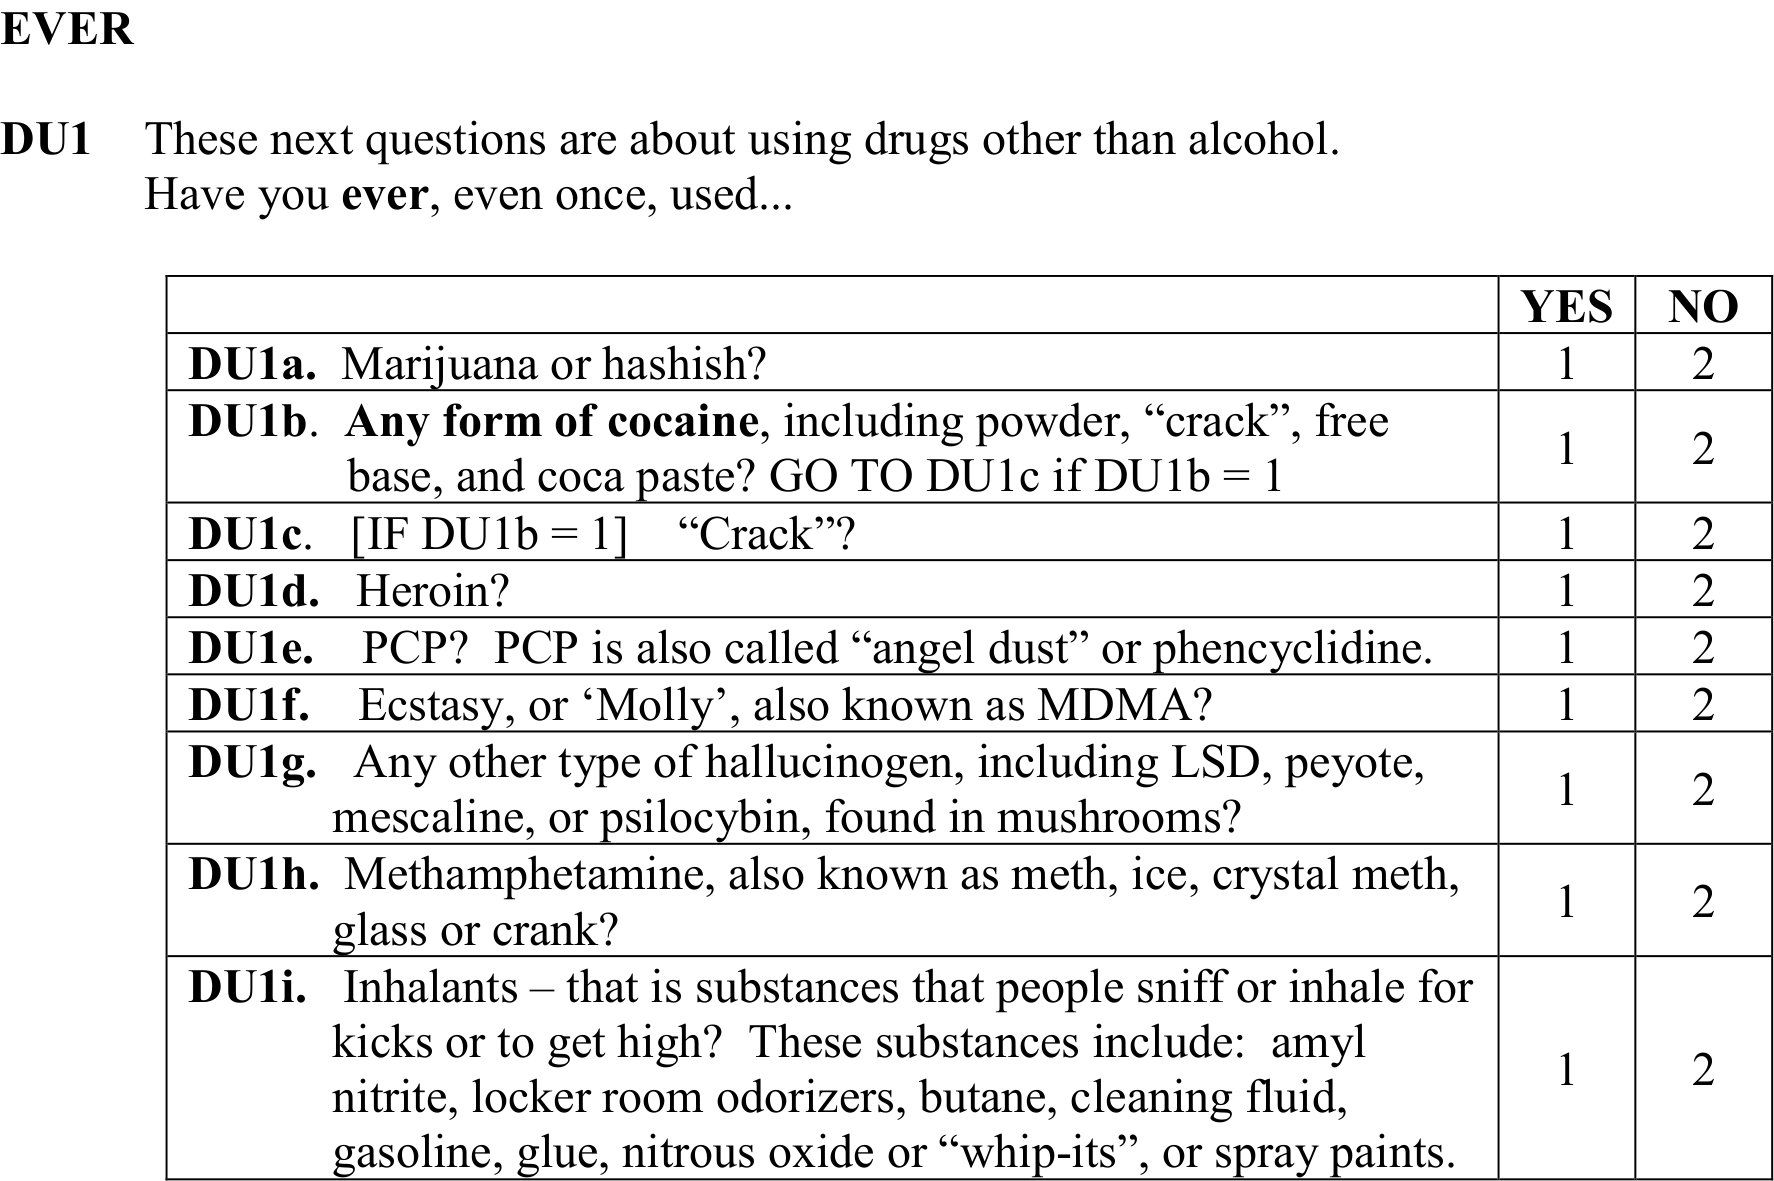 EVER
DU1 These next questions are about using drugs other than alcohol.
Have you ever, even once, used...
YES NO
DU1a. Marijuana or hashish? 1 2
DU1b. Any form of cocaine, including powder, “crack”, free
base, and coca paste? GO TO DU1c if DU1b = 1 1 2
DU1c. [IF DU1b = 1] “Crack”? 1 2
DU1d. Heroin? 1 2
DU1e. PCP? PCP is also called “angel dust” or phencyclidine. 1 2
DU1f. Ecstasy, or ‘Molly’, also known as MDMA? 1 2
DU1g. Any other type of hallucinogen, including LSD, peyote,
mescaline, or psilocybin, found in mushrooms? 1 2
DU1h. Methamphetamine, also known as meth, ice, crystal meth,
glass or crank? 1 2
DU1i. Inhalants – that is substances that people sniff or inhale for
kicks or to get high? These substances include: amyl
nitrite, locker room odorizers, butane, cleaning fluid,
gasoline, glue, nitrous oxide or “whip-its”, or spray paints. 1 2